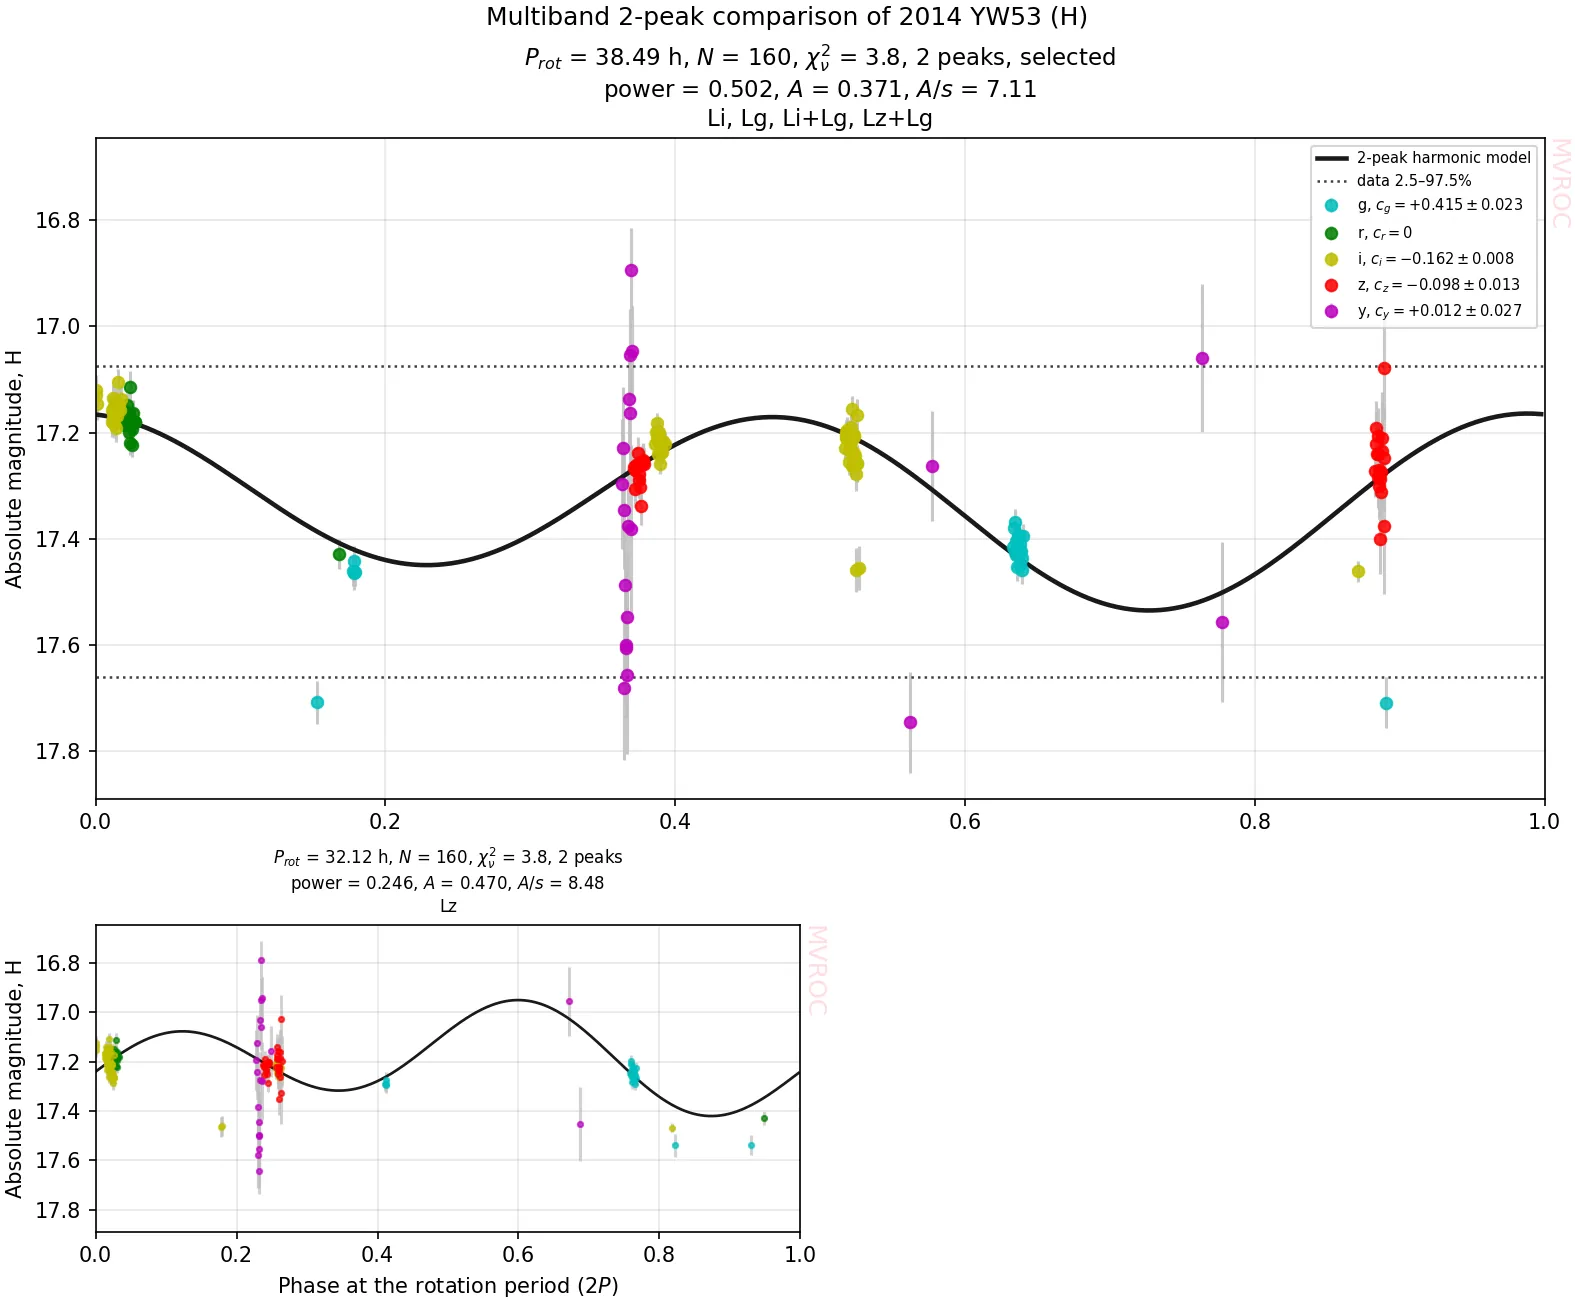 Multiband 2-peak comparison of 2014 YW53 (H)
P_rot = 38.49 h, N = 160, χ²_ν = 3.8, 2 peaks, selected
power = 0.502, A = 0.371, A/s = 7.11
Li, Lg, Li+Lg, Lz+Lg
2-peak harmonic model
data 2.5–97.5%
g, c_g = +0.415 ± 0.023
r, c_r = 0
i, c_i = −0.162 ± 0.008
z, c_z = −0.098 ± 0.013
y, c_y = +0.012 ± 0.027
MVROC
Absolute magnitude, H
16.8
17.0
17.2
17.4
17.6
17.8
0.0 0.2 0.4 0.6 0.8 1.0
P_rot = 32.12 h, N = 160, χ²_ν = 3.8, 2 peaks
power = 0.246, A = 0.470, A/s = 8.48
Lz
MVROC
Absolute magnitude, H
16.8
17.0
17.2
17.4
17.6
17.8
0.0 0.2 0.4 0.6 0.8 1.0
Phase at the rotation period (2P)